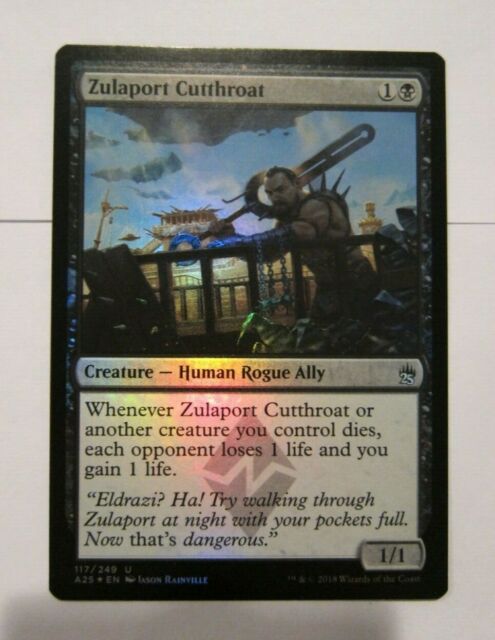 Zulaport Cutthroat 1
Creature — Human Rogue Ally
25
Whenever Zulaport Cutthroat or
another creature you control dies,
each opponent loses 1 life and you
gain 1 life.
"Eldrazi? Ha! Try walking through
Zulaport at night with your pockets full.
Now that's dangerous."
1/1
117/249 U
A25 ★ EN Jason Rainville
™ & © 2018 Wizards of the Coast